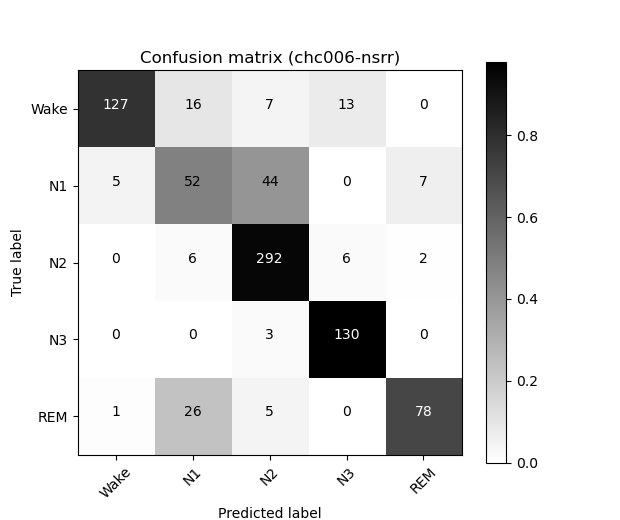 Confusion matrix (chc006-nsrr)
Wake 127 16 7 13 0
N1 5 52 44 0 7
N2 0 6 292 6 2
N3 0 0 3 130 0
REM 1 26 5 0 78
Wake N1 N2 N3 REM
Predicted label
True label
0.8
0.6
0.4
0.2
0.0